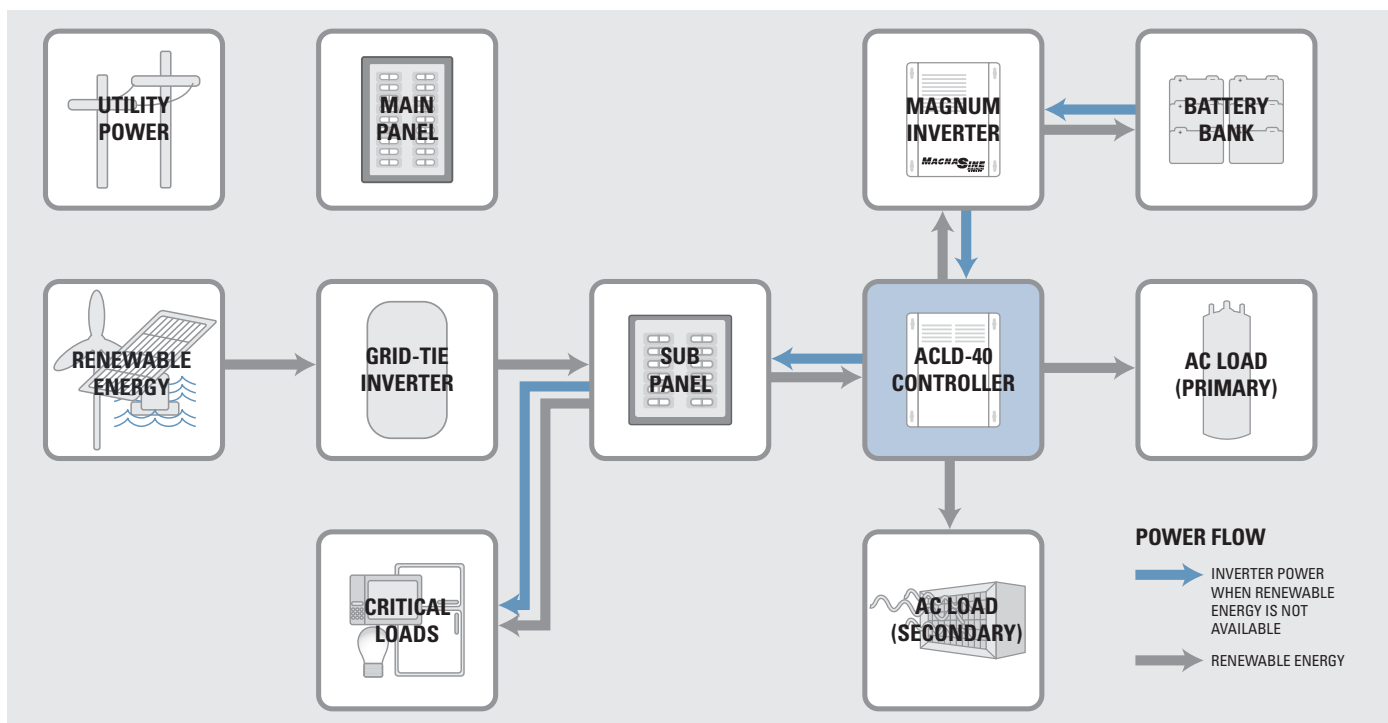 UTILITY
POWER
MAIN
PANEL
MAGNUM
INVERTER
MAGNASINE
BATTERY
BANK
RENEWABLE
ENERGY
GRID-TIE
INVERTER
SUB
PANEL
ACLD-40
CONTROLLER
AC LOAD
(PRIMARY)
CRITICAL
LOADS
AC LOAD
(SECONDARY)
POWER FLOW
INVERTER POWER
WHEN RENEWABLE
ENERGY IS NOT
AVAILABLE
RENEWABLE ENERGY